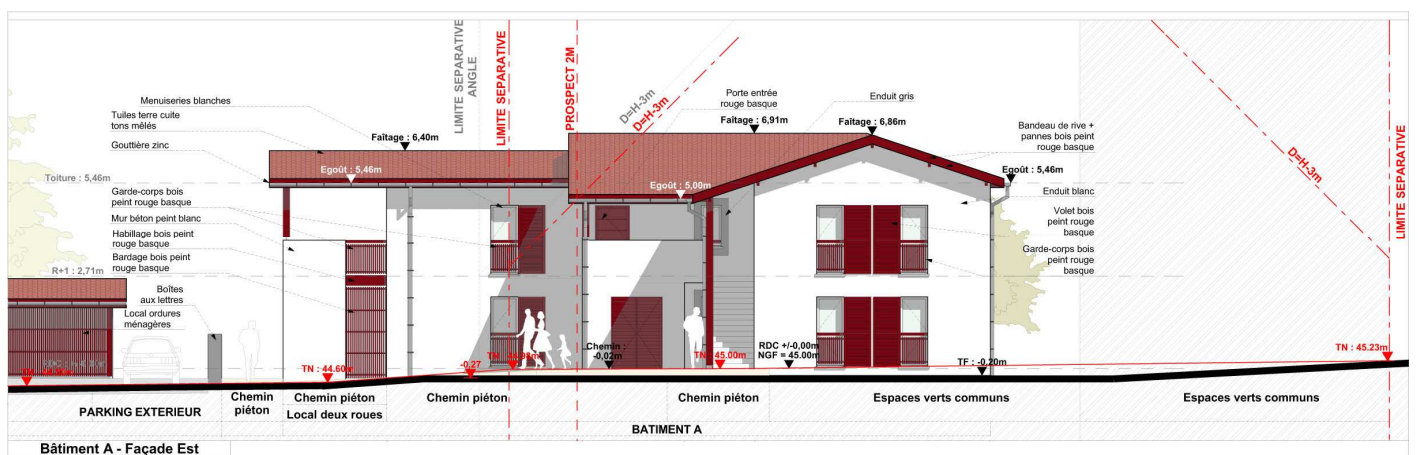 LIMITE SEPARATIVE
ANGLE
LIMITE SEPARATIVE
PROSPECT 2M
D=H-3m
D=H-3m
D=H-3m
LIMITE SEPARATIVE
Menuiseries blanches
Tuiles terre cuite
tons mêlés
Gouttière zinc
Toiture : 5,46m
Garde-corps bois
peint rouge basque
Mur béton peint blanc
Habillage bois peint
rouge basque
Bardage bois peint
rouge basque
R+1 : 2,71m
Boîtes
aux lettres
Local ordures
ménagères
Faîtage : 6,40m
Egoût : 5,46m
Porte entrée
rouge basque
Faîtage : 6,91m
Enduit gris
Faîtage : 6,86m
Egoût : 5,00m
Bandeau de rive +
pannes bois peint
rouge basque
Egoût : 5,46m
Enduit blanc
Volet bois
peint rouge
basque
Garde-corps bois
peint rouge
basque
TN : 44.60m
-0,27
Chemin :
-0,02m
TN : 45.00m
RDC +/-0,00m
NGF = 45.00m
TF : -0,20m
TN : 45.23m
PARKING EXTERIEUR
Chemin
piéton
Chemin piéton
Local deux roues
Chemin piéton
Chemin piéton
Espaces verts communs
Espaces verts communs
BATIMENT A
Bâtiment A - Façade Est